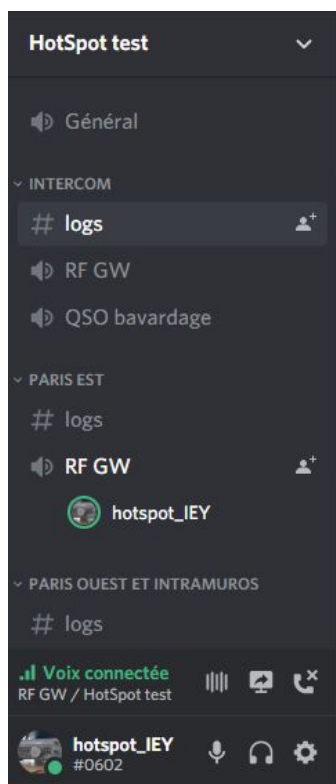 HotSpot test
Général
INTERCOM
logs
RF GW
QSO bavardage
PARIS EST
logs
RF GW
hotspot_IEY
PARIS OUEST ET INTRAMUROS
logs
Voix connectée
RF GW / HotSpot test
hotspot_IEY
#0602